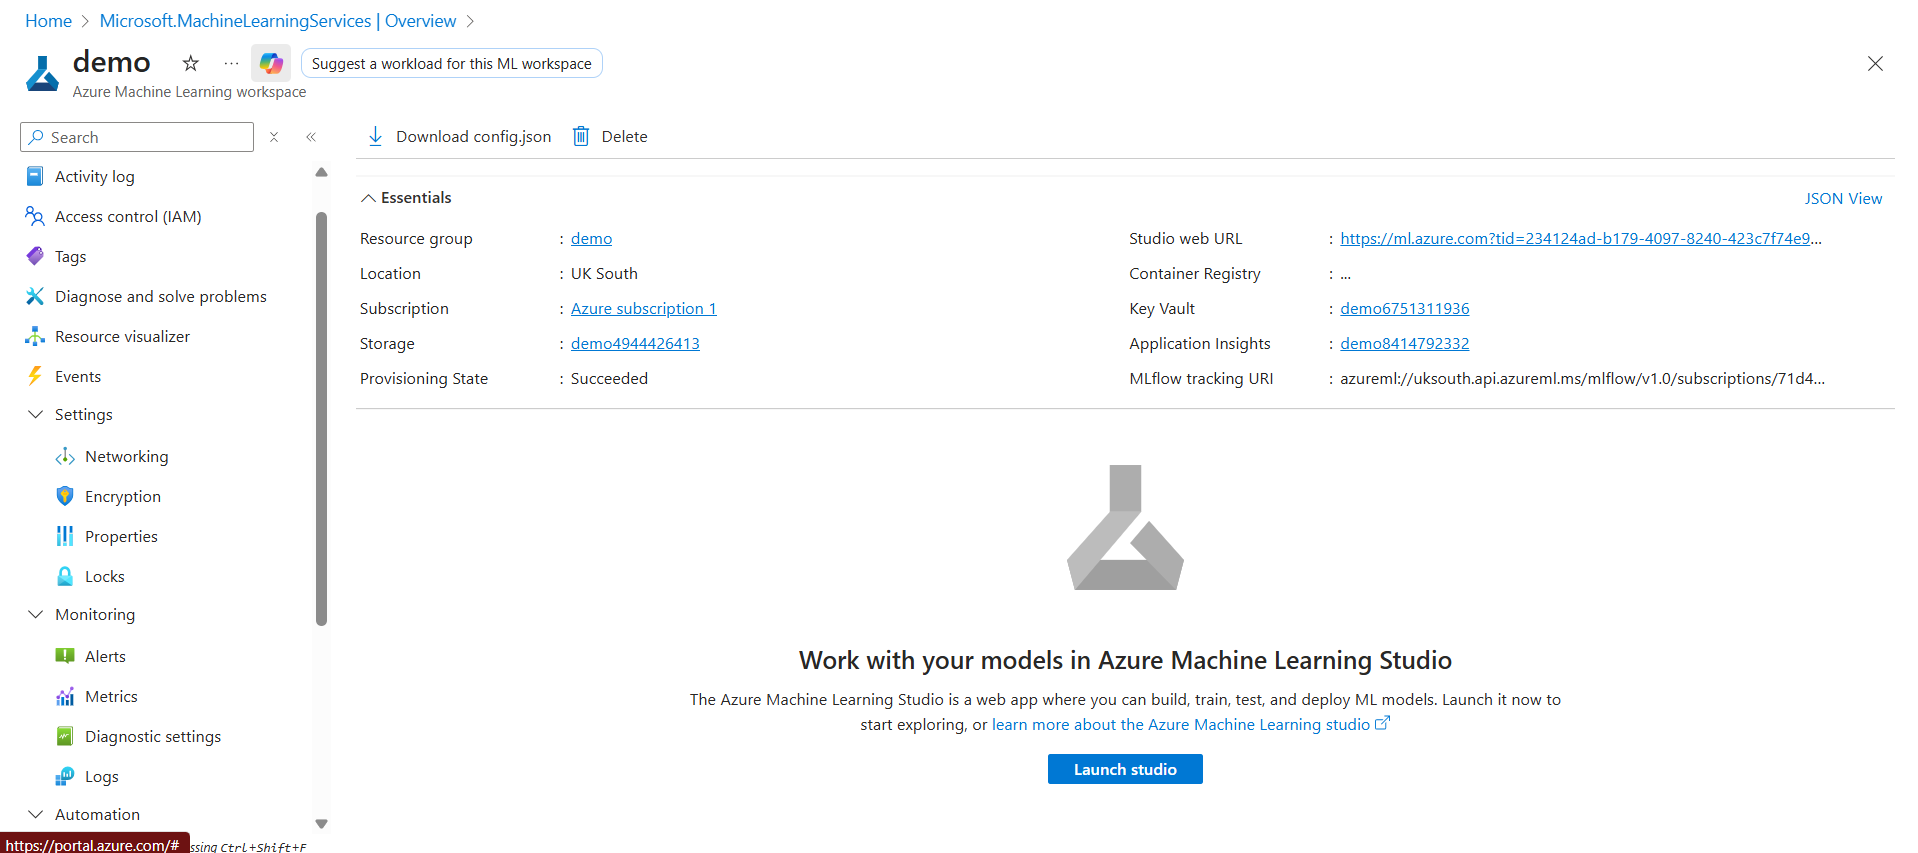 Home > Microsoft.MachineLearningServices | Overview >
demo ☆ ... Suggest a workload for this ML workspace
Azure Machine Learning workspace
Search
Activity log
Access control (IAM)
Tags
Diagnose and solve problems
Resource visualizer
Events
Settings
Networking
Encryption
Properties
Locks
Monitoring
Alerts
Metrics
Diagnostic settings
Logs
Automation
https://portal.azure.com/# ssing Ctrl+Shift+F
Download config.json Delete
Essentials JSON View
Resource group : demo
Location : UK South
Subscription : Azure subscription 1
Storage : demo4944426413
Provisioning State : Succeeded
Studio web URL : https://ml.azure.com?tid=234124ad-b179-4097-8240-423c7f74e9...
Container Registry : ...
Key Vault : demo6751311936
Application Insights : demo8414792332
MLflow tracking URI : azureml://uksouth.api.azureml.ms/mlflow/v1.0/subscriptions/71d4...
Work with your models in Azure Machine Learning Studio
The Azure Machine Learning Studio is a web app where you can build, train, test, and deploy ML models. Launch it now to
start exploring, or learn more about the Azure Machine Learning studio
Launch studio